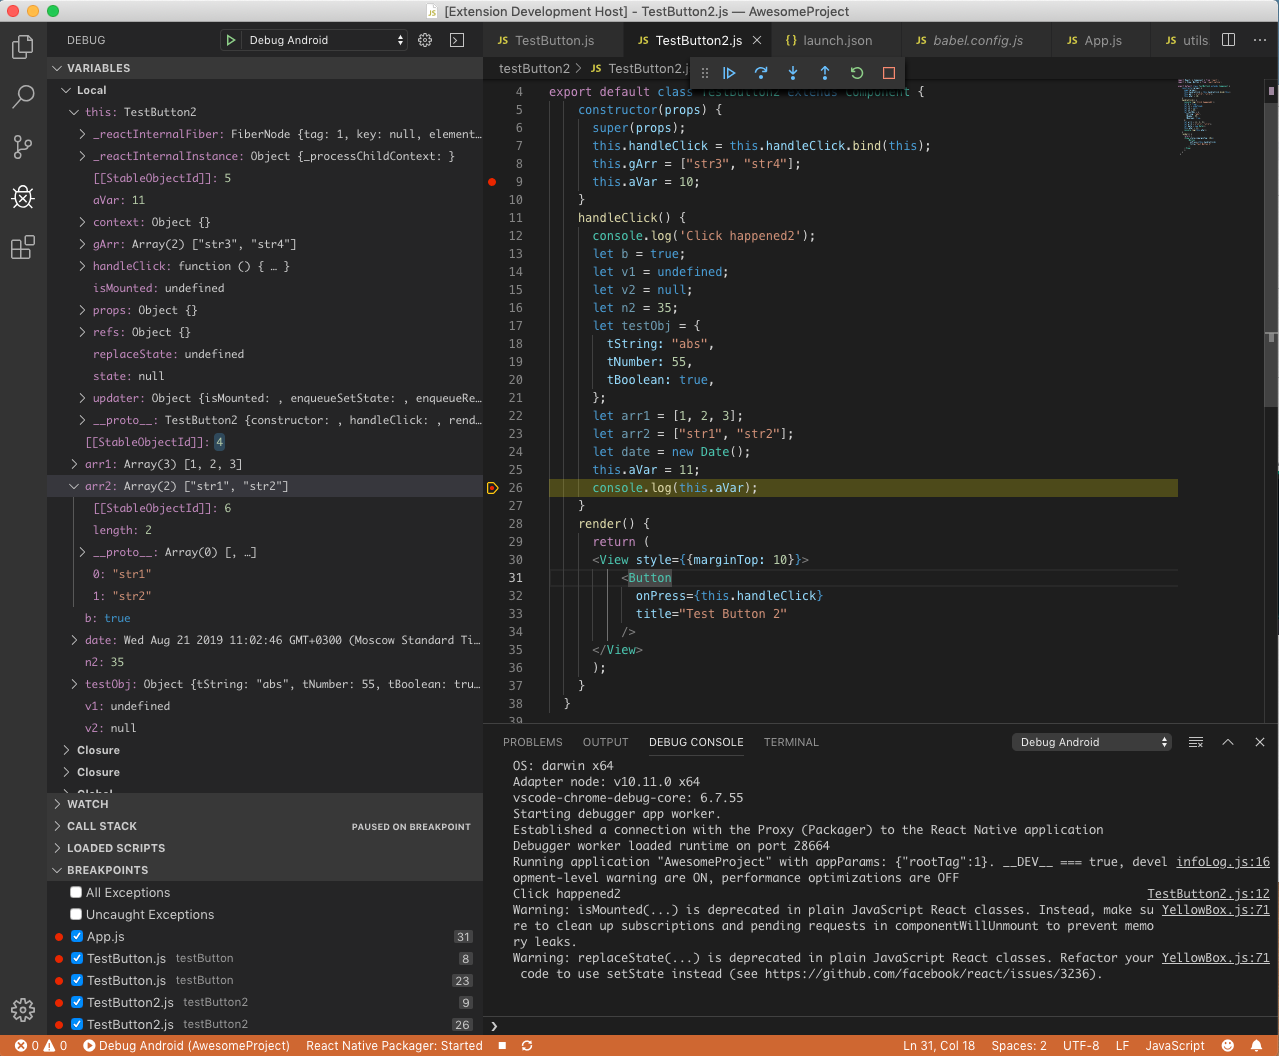 [Extension Development Host] - TestButton2.js — AwesomeProject
DEBUG
Debug Android
VARIABLES
Local
this: TestButton2
_reactInternalFiber: FiberNode {tag: 1, key: null, element…
_reactInternalInstance: Object {_processChildContext: }
[[StableObjectId]]: 5
aVar: 11
context: Object {}
gArr: Array(2) ["str3", "str4"]
handleClick: function () { … }
isMounted: undefined
props: Object {}
refs: Object {}
replaceState: undefined
state: null
updater: Object {isMounted: , enqueueSetState: , enqueueRe…
__proto__: TestButton2 {constructor: , handleClick: , rend…
[[StableObjectId]]: 4
arr1: Array(3) [1, 2, 3]
arr2: Array(2) ["str1", "str2"]
[[StableObjectId]]: 6
length: 2
__proto__: Array(0) [, …]
0: "str1"
1: "str2"
b: true
date: Wed Aug 21 2019 11:02:46 GMT+0300 (Moscow Standard Ti…
n2: 35
testObj: Object {tString: "abs", tNumber: 55, tBoolean: tru…
v1: undefined
v2: null
Closure
Closure
Global
WATCH
CALL STACK PAUSED ON BREAKPOINT
LOADED SCRIPTS
BREAKPOINTS
All Exceptions
Uncaught Exceptions
App.js 31
TestButton.js testButton 8
TestButton.js testButton 23
TestButton2.js testButton2 9
TestButton2.js testButton2 26
JS TestButton.js JS TestButton2.js {} launch.json JS babel.config.js JS App.js JS utils
testButton2 > JS TestButton2.j
4 export default class TestButton2 extends Component {
5 constructor(props) {
6 super(props);
7 this.handleClick = this.handleClick.bind(this);
8 this.gArr = ["str3", "str4"];
9 this.aVar = 10;
10 }
11 handleClick() {
12 console.log('Click happened2');
13 let b = true;
14 let v1 = undefined;
15 let v2 = null;
16 let n2 = 35;
17 let testObj = {
18 tString: "abs",
19 tNumber: 55,
20 tBoolean: true,
21 };
22 let arr1 = [1, 2, 3];
23 let arr2 = ["str1", "str2"];
24 let date = new Date();
25 this.aVar = 11;
26 console.log(this.aVar);
27 }
28 render() {
29 return (
30 <View style={{marginTop: 10}}>
31 <Button
32 onPress={this.handleClick}
33 title="Test Button 2"
34 />
35 </View>
36 );
37 }
38 }
39
PROBLEMS OUTPUT DEBUG CONSOLE TERMINAL Debug Android
OS: darwin x64
Adapter node: v10.11.0 x64
vscode-chrome-debug-core: 6.7.55
Starting debugger app worker.
Established a connection with the Proxy (Packager) to the React Native application
Debugger worker loaded runtime on port 28664
Running application "AwesomeProject" with appParams: {"rootTag":1}. __DEV__ === true, devel infoLog.js:16
opment-level warning are ON, performance optimizations are OFF
Click happened2 TestButton2.js:12
Warning: isMounted(...) is deprecated in plain JavaScript React classes. Instead, make su YellowBox.js:71
re to clean up subscriptions and pending requests in componentWillUnmount to prevent memo
ry leaks.
Warning: replaceState(...) is deprecated in plain JavaScript React classes. Refactor your YellowBox.js:71
code to use setState instead (see https://github.com/facebook/react/issues/3236).
0 0 Debug Android (AwesomeProject) React Native Packager: Started Ln 31, Col 18 Spaces: 2 UTF-8 LF JavaScript